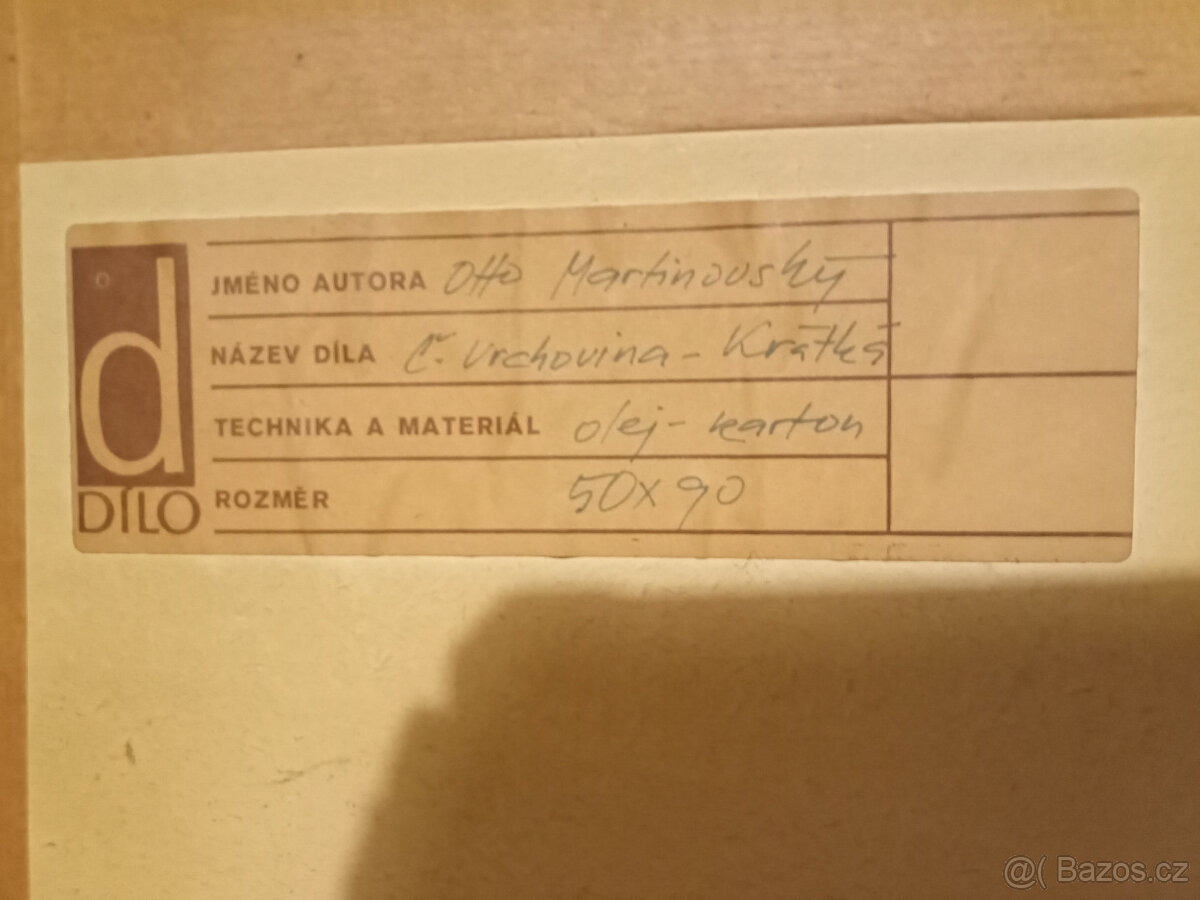 d
DÍLO
JMÉNO AUTORA Otto Martinovský
NÁZEV DÍLA Č. Vrchovina - Krátká
TECHNIKA A MATERIÁL olej - karton
ROZMĚR 50x90
@( Bazos.cz